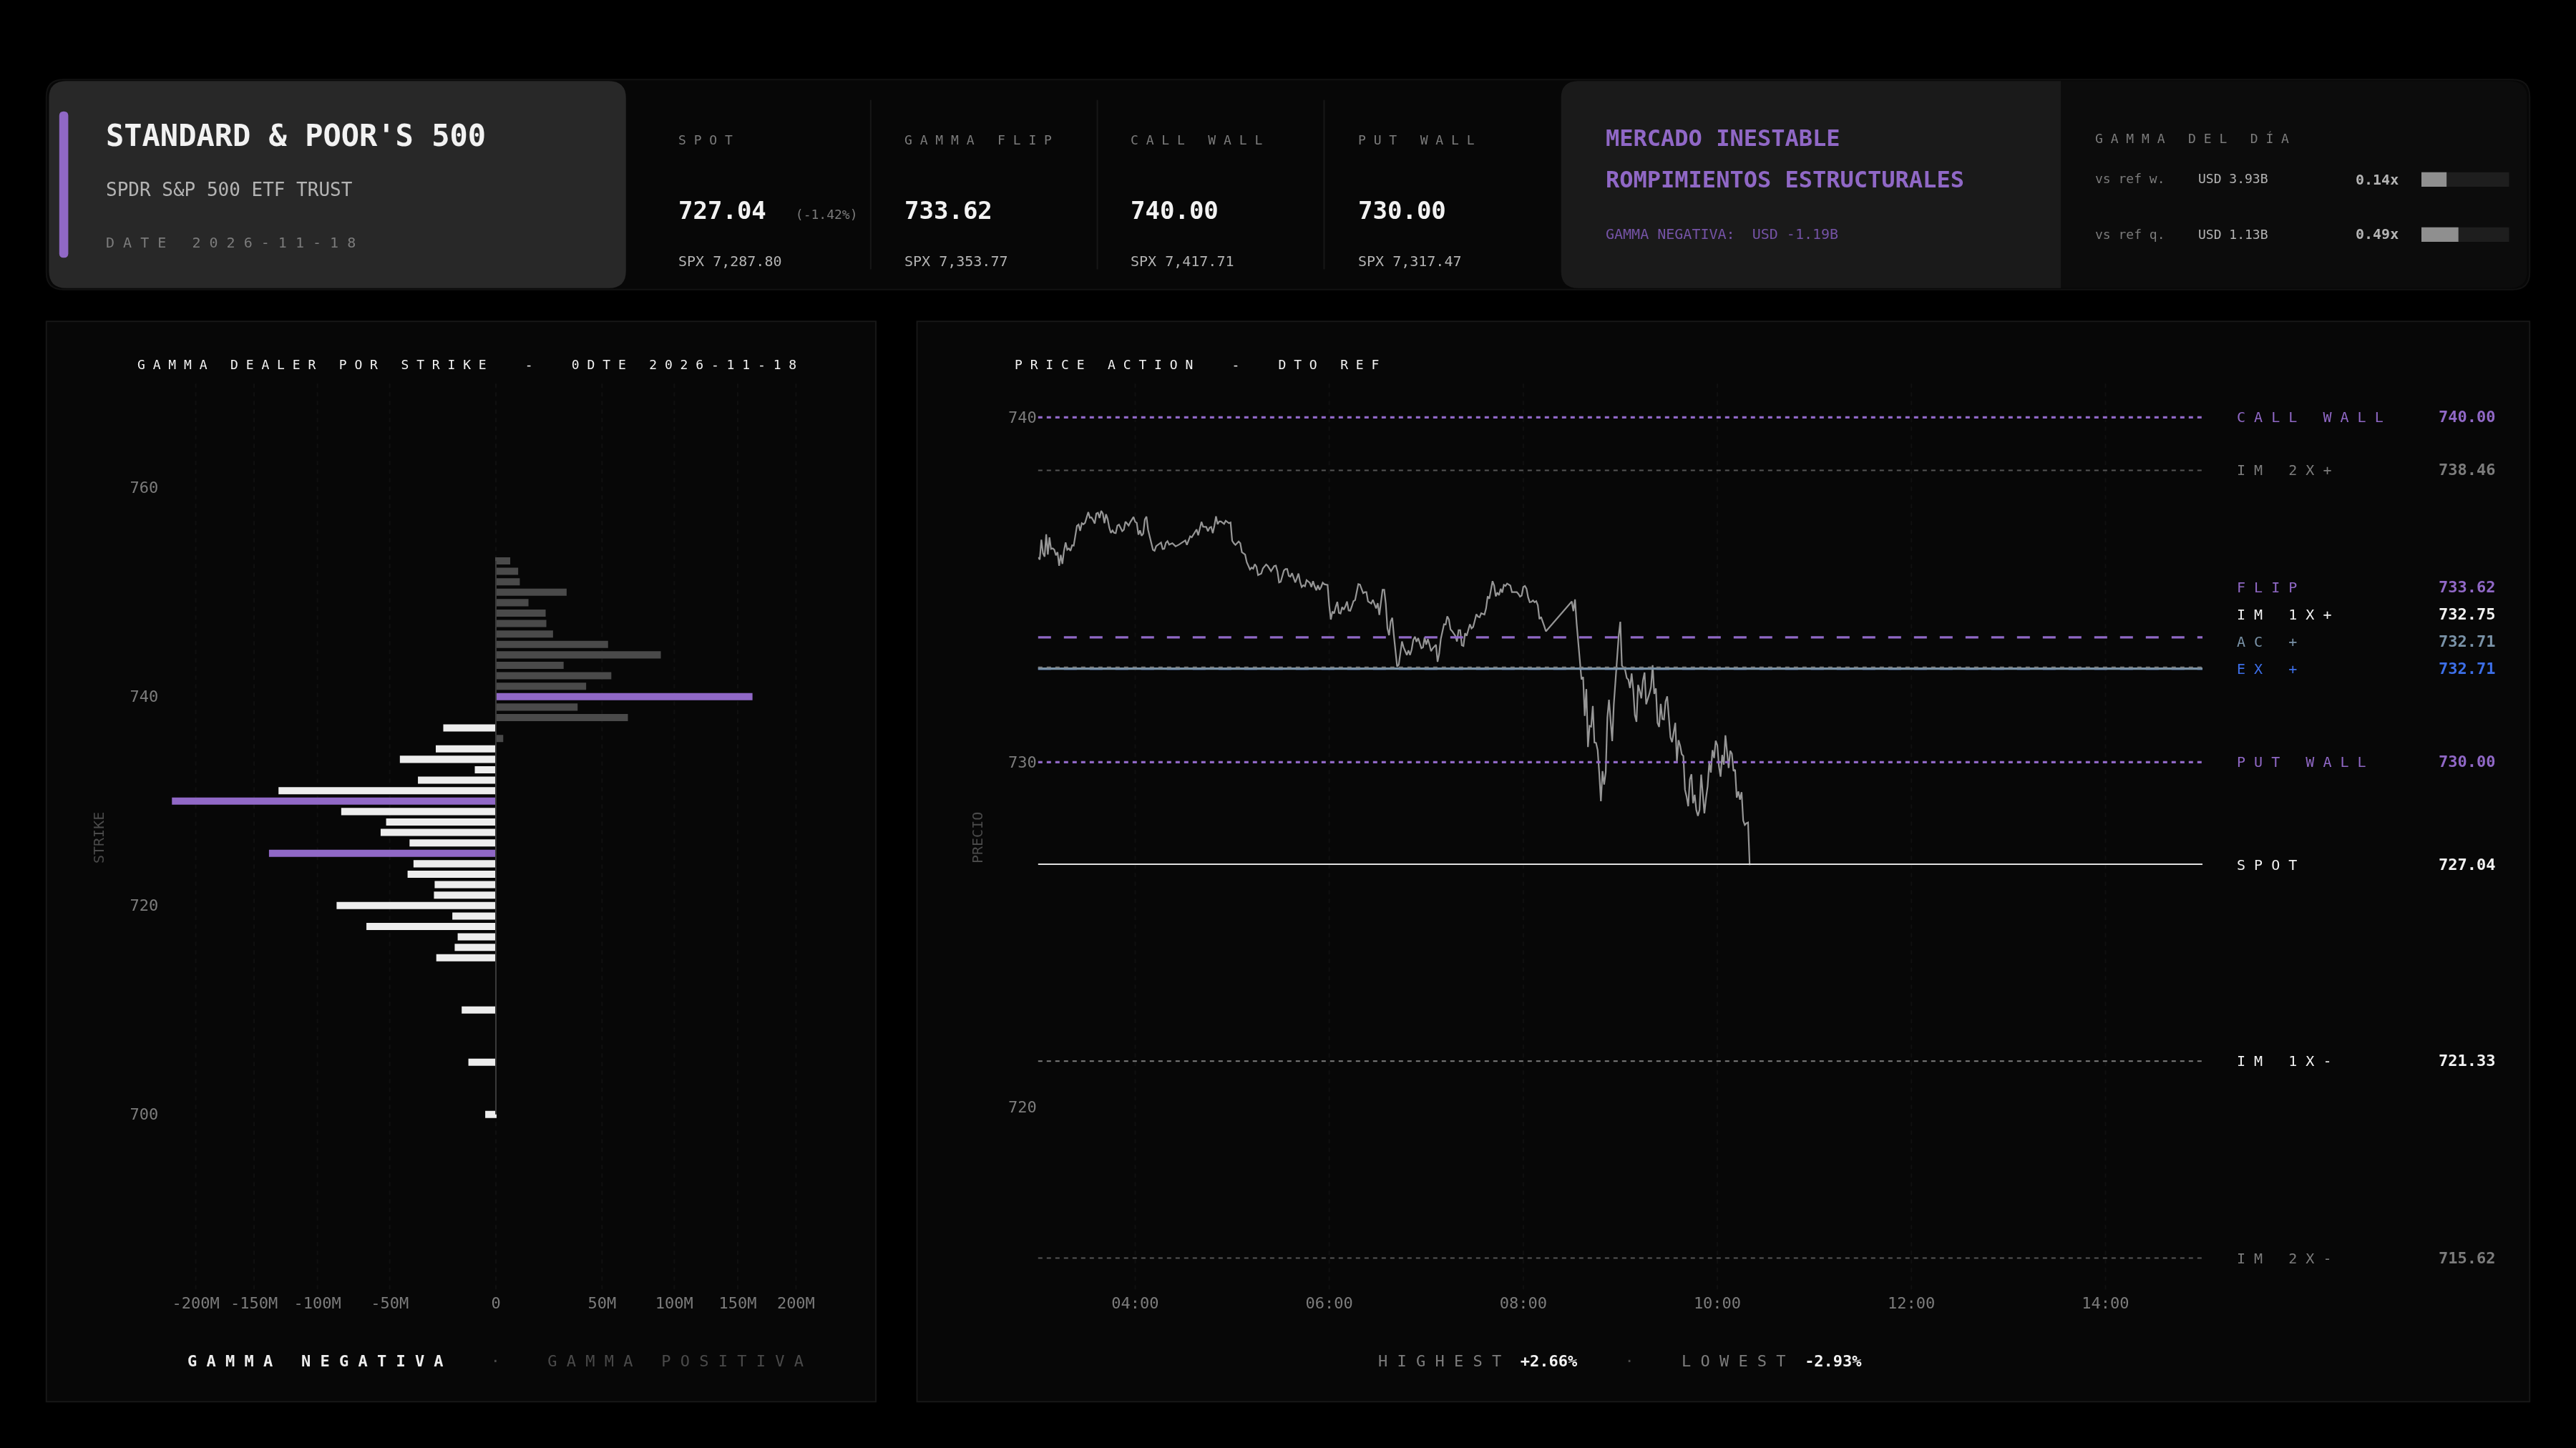 STANDARD & POOR'S 500
SPDR S&P 500 ETF TRUST
DATE 2026-11-18
SPOT
727.04 (-1.42%)
SPX 7,287.80
GAMMA FLIP
733.62
SPX 7,353.77
CALL WALL
740.00
SPX 7,417.71
PUT WALL
730.00
SPX 7,317.47
MERCADO INESTABLE
ROMPIMIENTOS ESTRUCTURALES
GAMMA NEGATIVA: USD -1.19B
GAMMA DEL DÍA
vs ref w. USD 3.93B 0.14x
vs ref q. USD 1.13B 0.49x
GAMMA DEALER POR STRIKE - 0DTE 2026-11-18
760
740
720
700
STRIKE
-200M -150M -100M -50M 0 50M 100M 150M 200M
GAMMA NEGATIVA · GAMMA POSITIVA
PRICE ACTION - DTO REF
740
730
720
PRECIO
CALL WALL 740.00
IM 2X+ 738.46
FLIP 733.62
IM 1X+ 732.75
AC + 732.71
EX + 732.71
PUT WALL 730.00
SPOT 727.04
IM 1X- 721.33
IM 2X- 715.62
04:00 06:00 08:00 10:00 12:00 14:00
HIGHEST +2.66% · LOWEST -2.93%